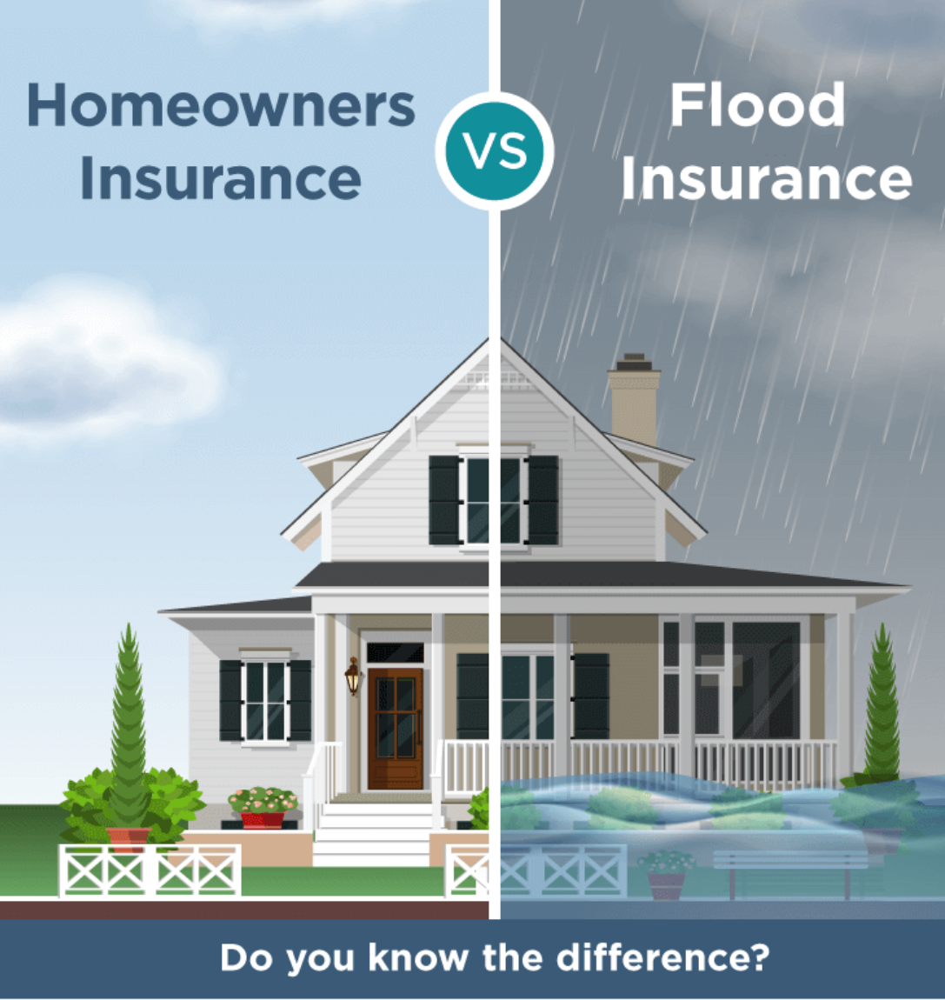 Homeowners
Insurance
VS
Flood
Insurance
Do you know the difference?